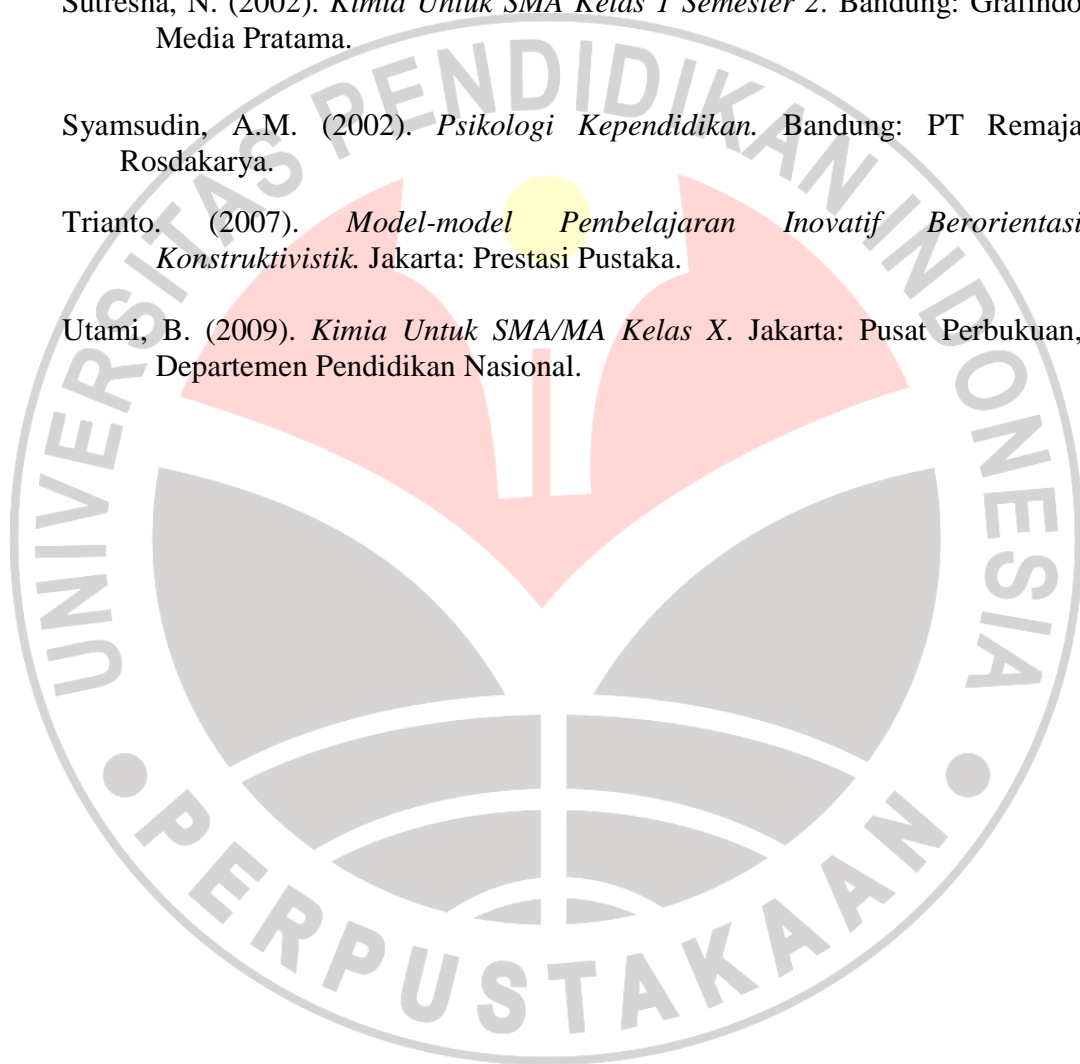 Sutresna, N. (2002). Kimia Untuk SMA Kelas 1 Semester 2. Bandung: Grafindo
Media Pratama.
Syamsudin, A.M. (2002). Psikologi Kependidikan. Bandung: PT Remaja
Rosdakarya.
Trianto. (2007). Model-model Pembelajaran Inovatif Berorientasi
Konstruktivistik. Jakarta: Prestasi Pustaka.
Utami, B. (2009). Kimia Untuk SMA/MA Kelas X. Jakarta: Pusat Perbukuan,
Departemen Pendidikan Nasional.
UNIVERSITAS PENDIDIKAN INDONESIA
PERPUSTAKAAN